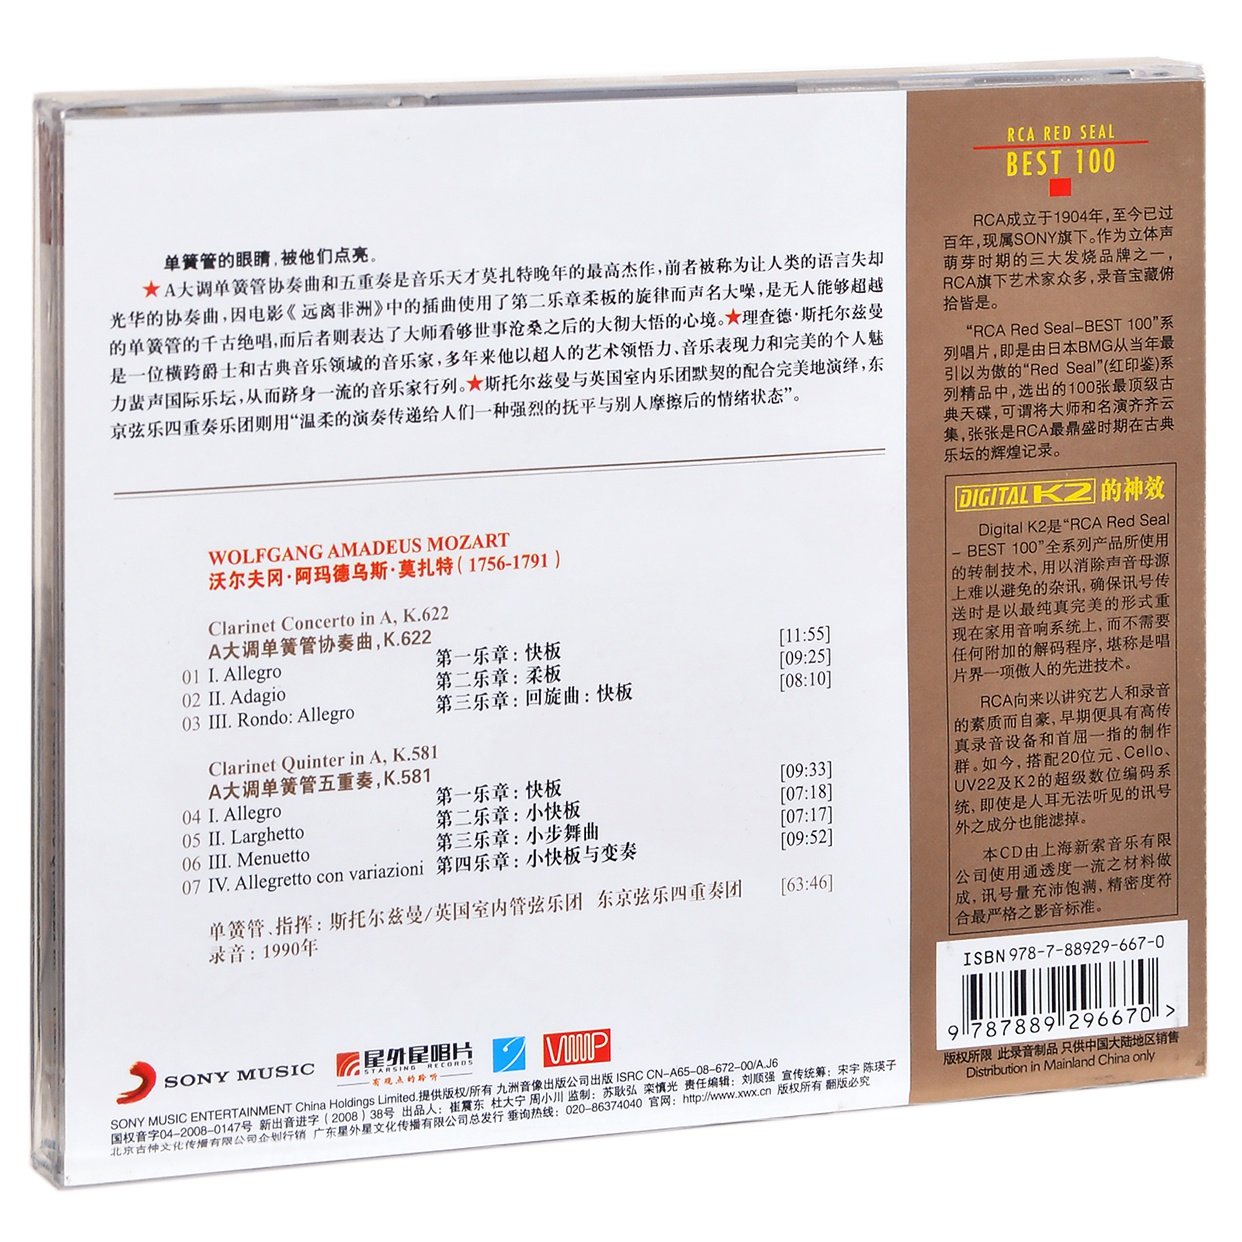 单簧管的眼睛,被他们点亮。
★A大调单簧管协奏曲和五重奏是音乐天才莫扎特晚年的最高杰作,前者被称为让人类的语言失却
光华的协奏曲,因电影《远离非洲》中的插曲使用了第二乐章柔板的旋律而声名大噪,是无人能够超越
的单簧管的千古绝唱,而后者则表达了大师看够世事沧桑之后的大彻大悟的心境。★理查德·斯托尔兹曼
是一位横跨爵士和古典音乐领域的音乐家,多年来他以超人的艺术领悟力、音乐表现力和完美的个人魅
力蜚声国际乐坛,从而跻身一流的音乐家行列。★斯托尔兹曼与英国室内乐团默契的配合完美地演绎,东
京弦乐四重奏乐团则用“温柔的演奏传递给人们一种强烈的抚平与别人摩擦后的情绪状态”。
WOLFGANG AMADEUS MOZART
沃尔夫冈·阿玛德乌斯·莫扎特(1756-1791)
Clarinet Concerto in A, K.622
A大调单簧管协奏曲,K.622
01 I. Allegro 第一乐章:快板 [11:55]
02 II. Adagio 第二乐章:柔板 [09:25]
03 III. Rondo: Allegro 第三乐章:回旋曲:快板 [08:10]
Clarinet Quinter in A, K.581
A大调单簧管五重奏,K.581
04 I. Allegro 第一乐章:快板 [09:33]
05 II. Larghetto 第二乐章:小快板 [07:18]
06 III. Menuetto 第三乐章:小步舞曲 [07:17]
07 IV. Allegretto con variazioni 第四乐章:小快板与变奏 [09:52]
[63:46]
单簧管、指挥:斯托尔兹曼/英国室内管弦乐团 东京弦乐四重奏团
录音:1990年
SONY MUSIC
星外星唱片
STARSING RECORDS
有观点的聆听
VMP
SONY MUSIC ENTERTAINMENT China Holdings Limited.提供版权/所有 九洲音像出版公司出版 ISRC CN-A65-08-672-00/A.J6
国权音字04-2008-0147号 新出音进字(2008)38号 出品人:崔震东 杜大宁 周小川 监制:苏耿弘 栾慎光 责任编辑:刘顺强 宣传统筹:宋宇 陈瑛子
北京古仲文化传播有限公司企划行销 广东星外星文化传播有限公司总发行 垂询热线:020-86374040 官网:http://www.xwx.cn 版权所有 翻版必究
RCA RED SEAL
BEST 100
RCA成立于1904年,至今已过
百年,现属SONY旗下。作为立体声
萌芽时期的三大发烧品牌之一,
RCA旗下艺术家众多,录音宝藏俯
拾皆是。
“RCA Red Seal-BEST 100”系
列唱片,即是由日本BMG从当年最
引以为傲的“Red Seal”(红印鉴)系
列精品中,选出的100张最顶级古
典天碟,可谓将大师和名演齐齐云
集,张张是RCA最鼎盛时期在古典
乐坛的辉煌记录。
DIGITAL K2 的神效
Digital K2是“RCA Red Seal
- BEST 100”全系列产品所使用
的转制技术,用以消除声音母源
上难以避免的杂讯,确保讯号传
送时是以最纯真完美的形式重
现在家用音响系统上,而不需要
任何附加的解码程序,堪称是唱
片界一项傲人的先进技术。
RCA向来以讲究艺人和录音
的素质而自豪,早期便具有高传
真录音设备和首屈一指的制作
群。如今,搭配20位元、Cello、
UV22及K2的超级数位编码系
统,即使是人耳无法听见的讯号
外之成分也能滤掉。
本CD由上海新索音乐有限
公司使用通透度一流之材料做
成,讯号量充沛饱满,精密度符
合最严格之影音标准。
ISBN 978-7-88929-667-0
9 787889 296670 >
版权所限 此录音制品 只供中国大陆地区销售
Distribution in Mainland China only